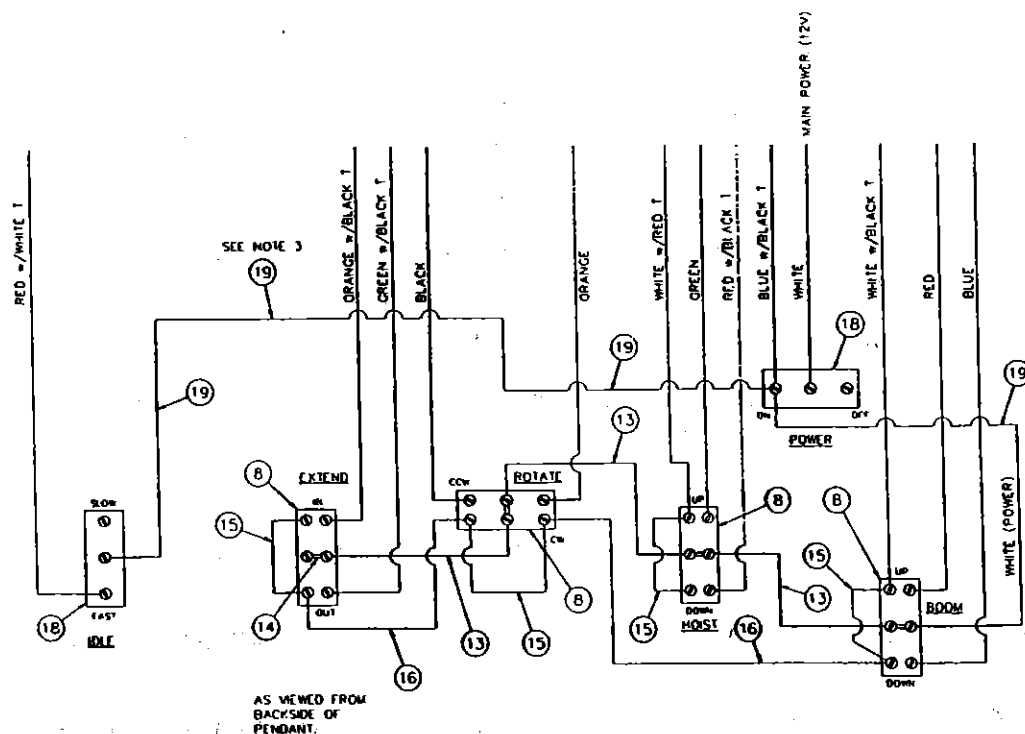 MAIN POWER (12V)
RED w/WHITE T
ORANGE w/BLACK T
GREEN w/BLACK T
BLACK
ORANGE
WHITE w/RED T
GREEN
RED w/BLACK T
BLUE w/BLACK T
WHITE
WHITE w/BLACK T
RED
BLUE
SEE NOTE 3
19
18
19
19
19
ON
OFF
POWER
13
EXTEND
ROTATE
CCW
8
IN
UP
8
8
WHITE (POWER)
SLOW
15
CW
UP
15
BOOM
8
13
FAST
18
IDLE
OUT
14
13
15
15
DOWN
HOIST
16
16
DOWN
AS VIEWED FROM
BACKSIDE OF
PENDANT.